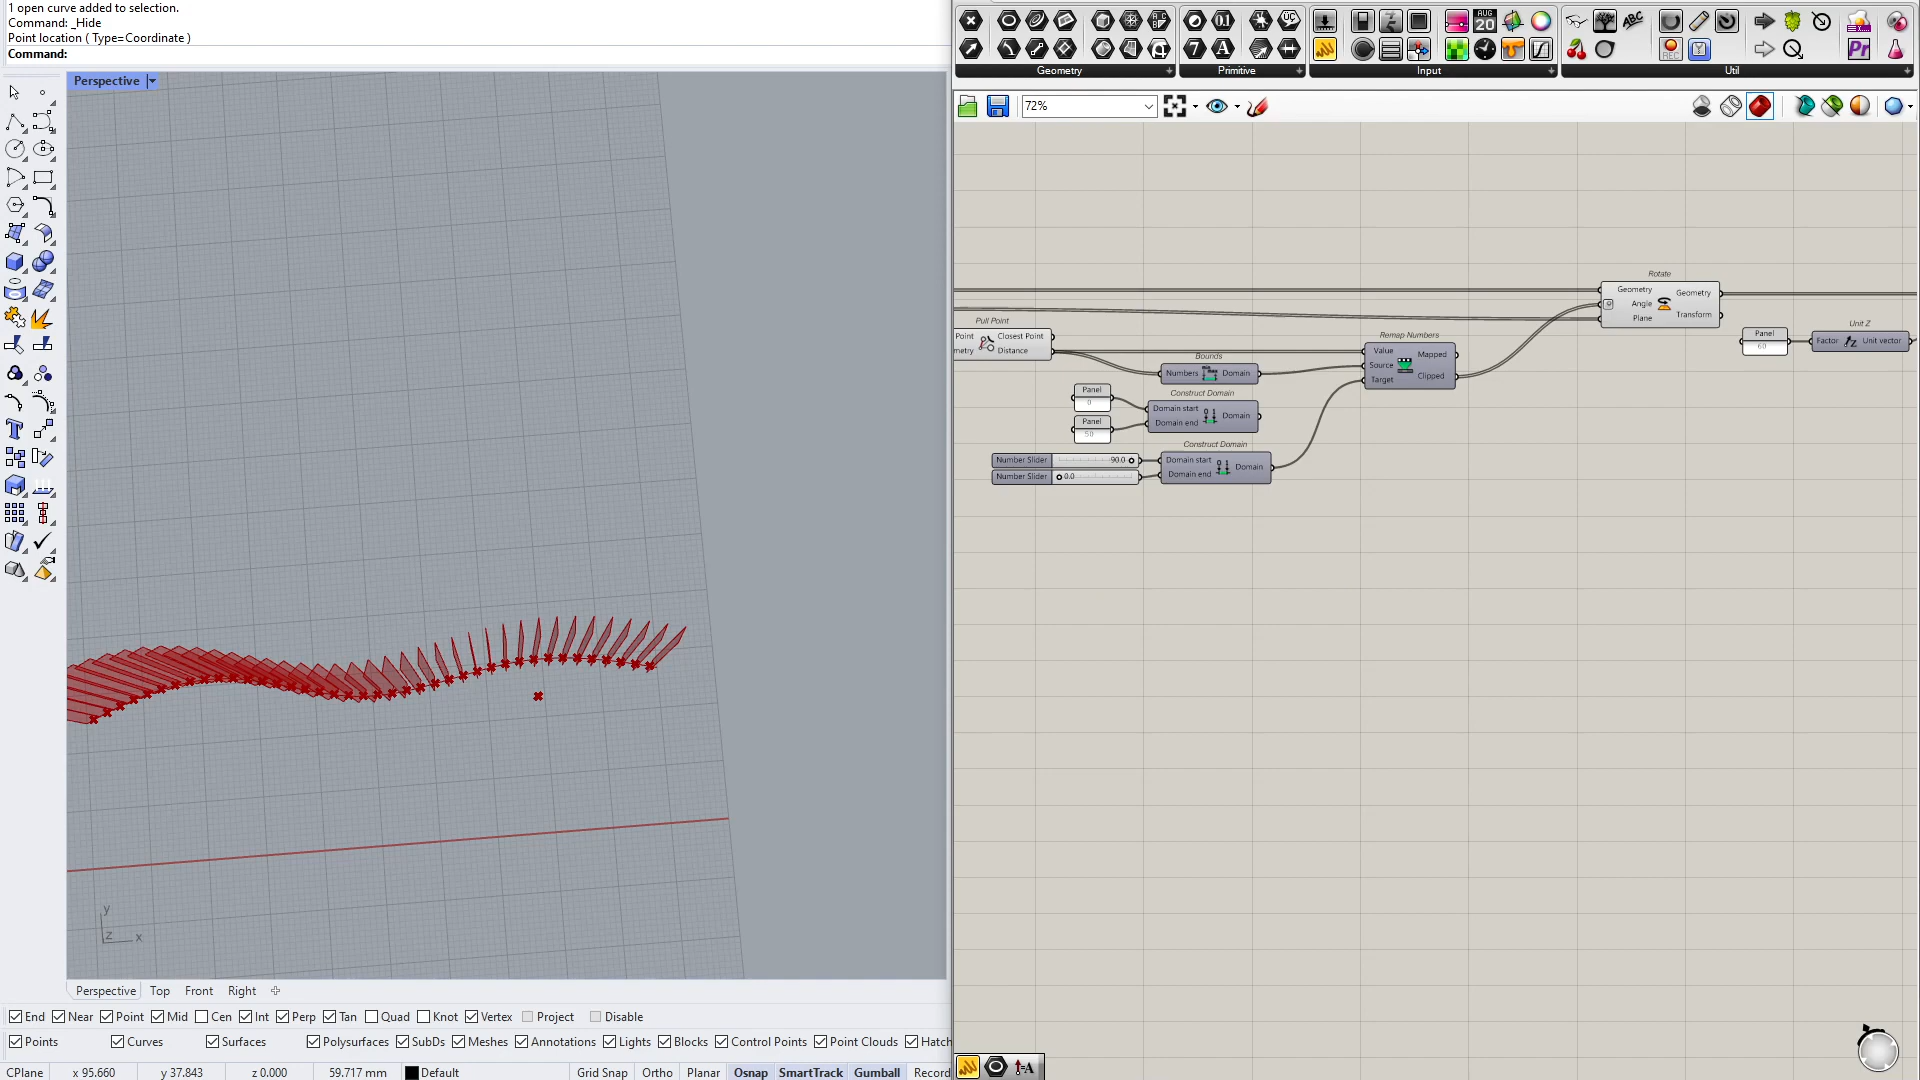 1 open curve added to selection.
Command: _Hide
Point location ( Type=Coordinate )
Command:
Perspective
Geometry
Primitive
Input
Util
72%
Rotate
Geometry
Geometry
Angle
Plane
Transform
Pull Point
Point
Closest Point
metry
Distance
Bounds
Numbers
Domain
Remap Numbers
Value
Source
Target
Mapped
Clipped
Panel
60
Unit Z
Factor
Unit vector
Panel
0
Panel
50
Construct Domain
Domain start
Domain end
Domain
Construct Domain
Domain start
Domain end
Domain
Number Slider
90.0
Number Slider
0.0
y
z
x
Perspective
Top
Front
Right
End
Near
Point
Mid
Cen
Int
Perp
Tan
Quad
Knot
Vertex
Project
Disable
Points
Curves
Surfaces
Polysurfaces
SubDs
Meshes
Annotations
Lights
Blocks
Control Points
Point Clouds
Hatch
CPlane
x 95.660
y 37.843
z 0.000
59.717 mm
Default
Grid Snap
Ortho
Planar
Osnap
SmartTrack
Gumball
Record